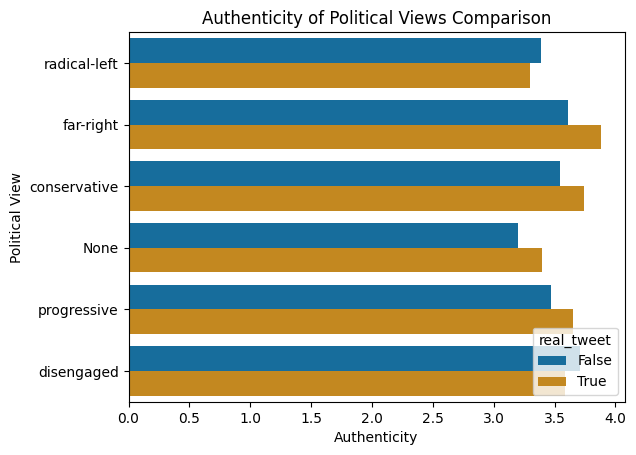 Authenticity of Political Views Comparison
Political View
radical-left
far-right
conservative
None
progressive
disengaged
real_tweet
False
True
0.0 0.5 1.0 1.5 2.0 2.5 3.0 3.5 4.0
Authenticity